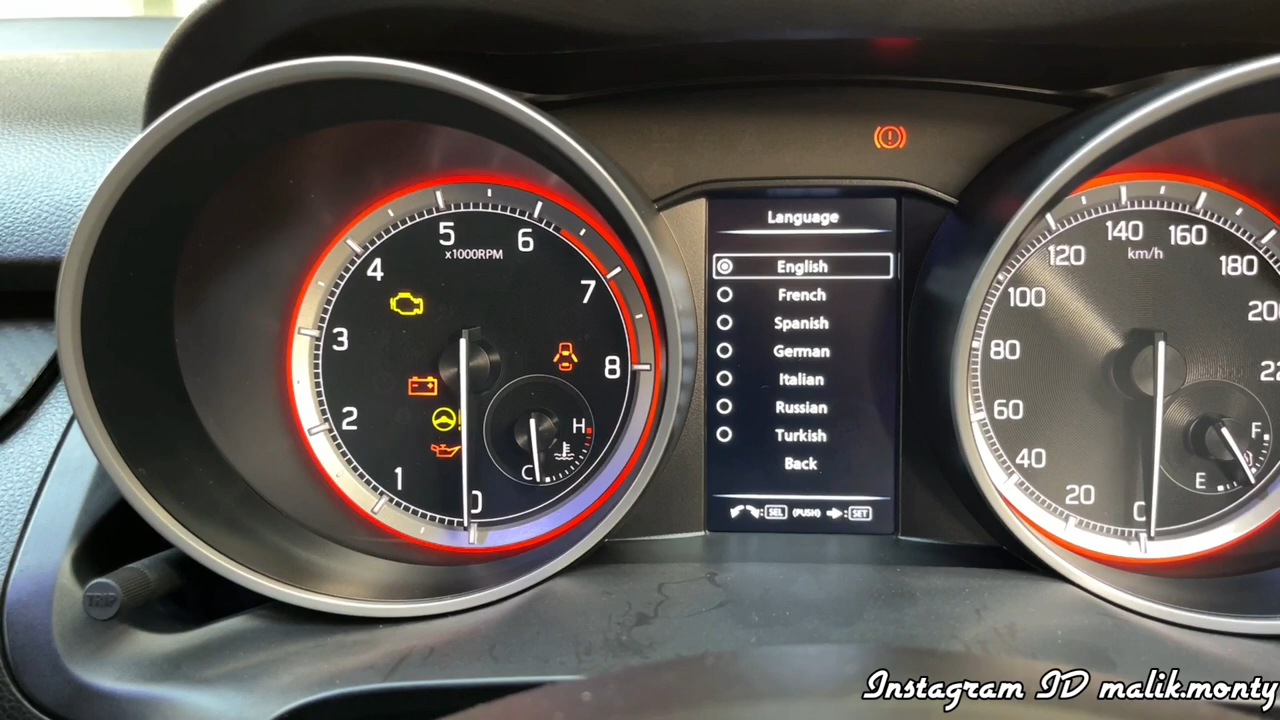 5
6
x1000RPM
4
7
3
8
2
H
C
1
0
TRIP
Language
English
French
Spanish
German
Italian
Russian
Turkish
Back
:SEL (PUSH) :SET
140
160
km/h
120
180
100
80
60
F
40
E
20
Instagram ID malik.monty